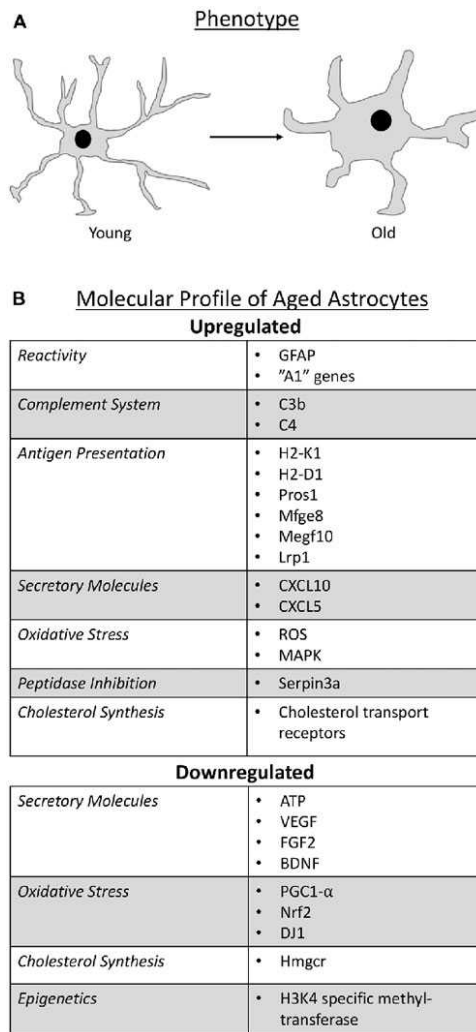 A
Phenotype
Young
Old
B
Molecular Profile of Aged Astrocytes
Upregulated
Reactivity
• GFAP
• ”A1” genes
Complement System
• C3b
• C4
Antigen Presentation
• H2-K1
• H2-D1
• Pros1
• Mfge8
• Megf10
• Lrp1
Secretory Molecules
• CXCL10
• CXCL5
Oxidative Stress
• ROS
• MAPK
Peptidase Inhibition
• Serpin3a
Cholesterol Synthesis
• Cholesterol transport
receptors
Downregulated
Secretory Molecules
• ATP
• VEGF
• FGF2
• BDNF
Oxidative Stress
• PGC1-α
• Nrf2
• DJ1
Cholesterol Synthesis
• Hmgcr
Epigenetics
• H3K4 specific methyl-
transferase